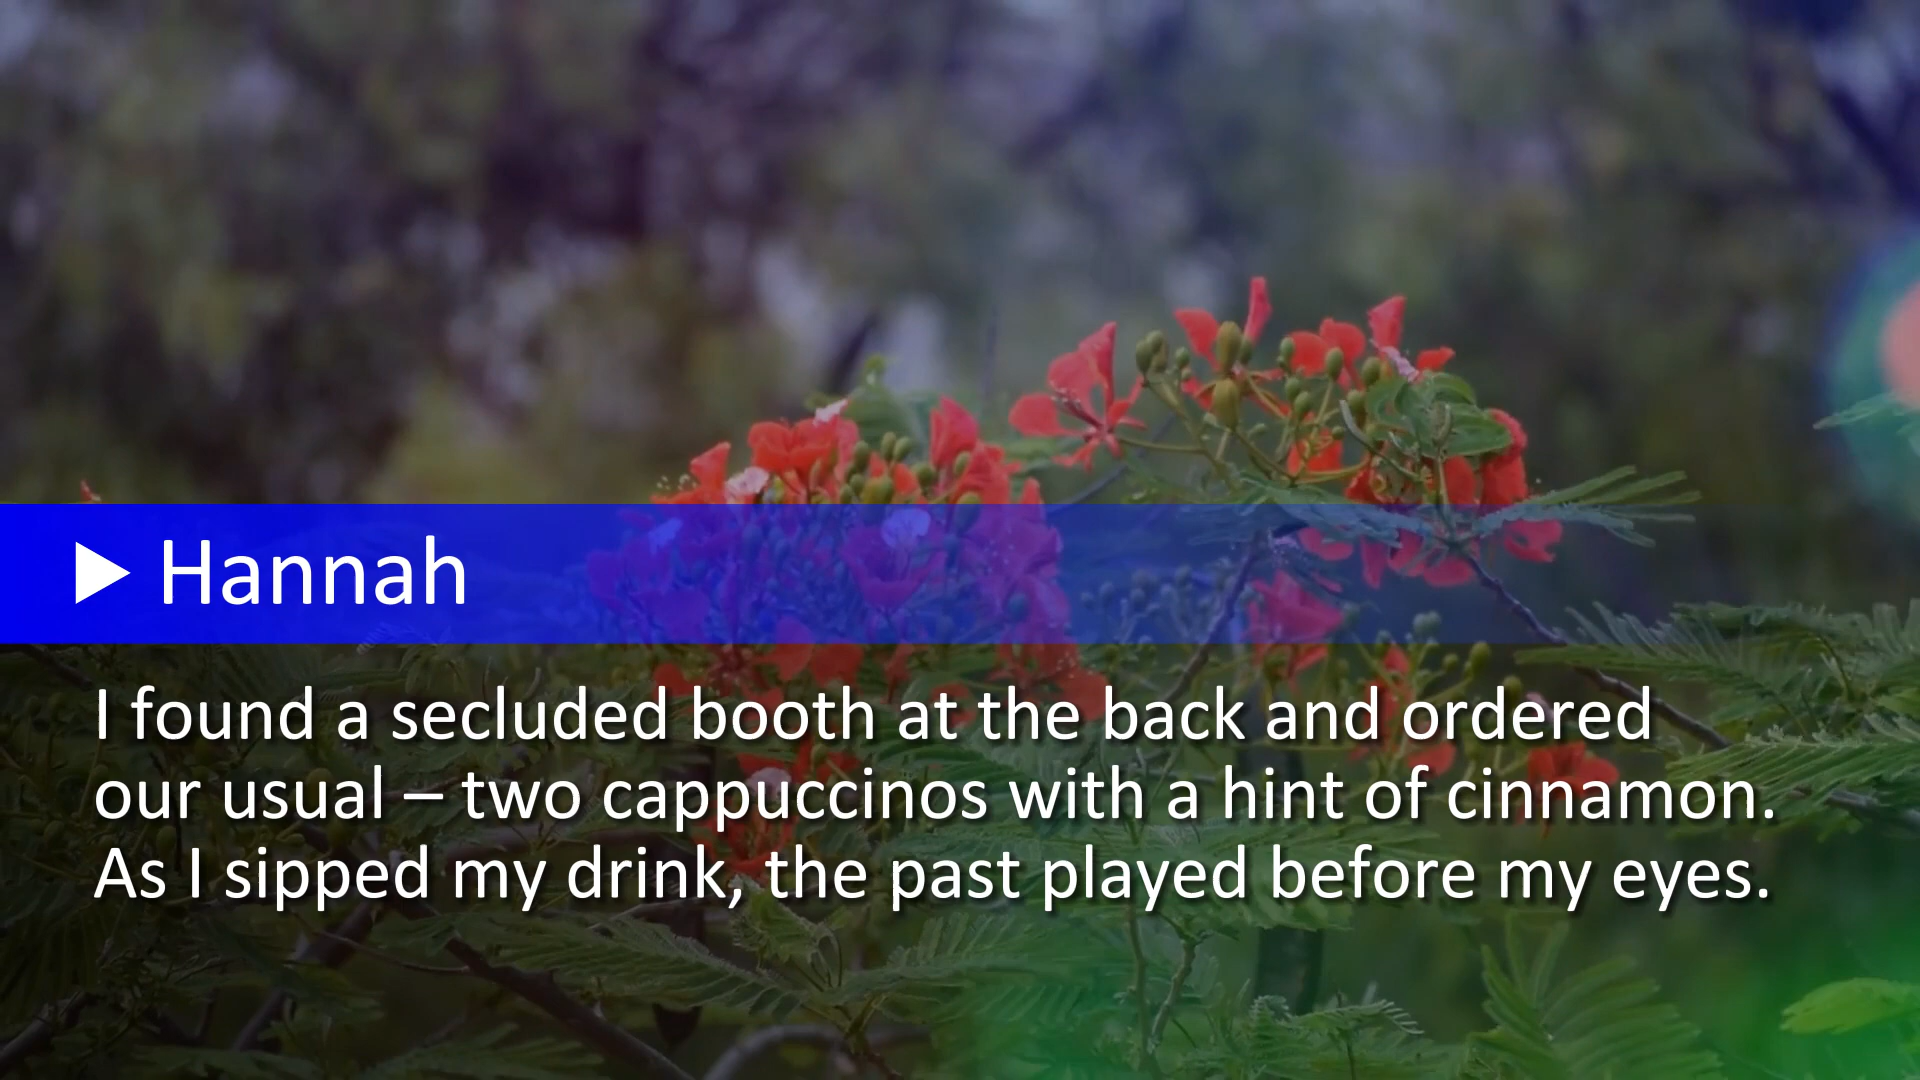 Hannah
I found a secluded booth at the back and ordered
our usual – two cappuccinos with a hint of cinnamon.
As I sipped my drink, the past played before my eyes.